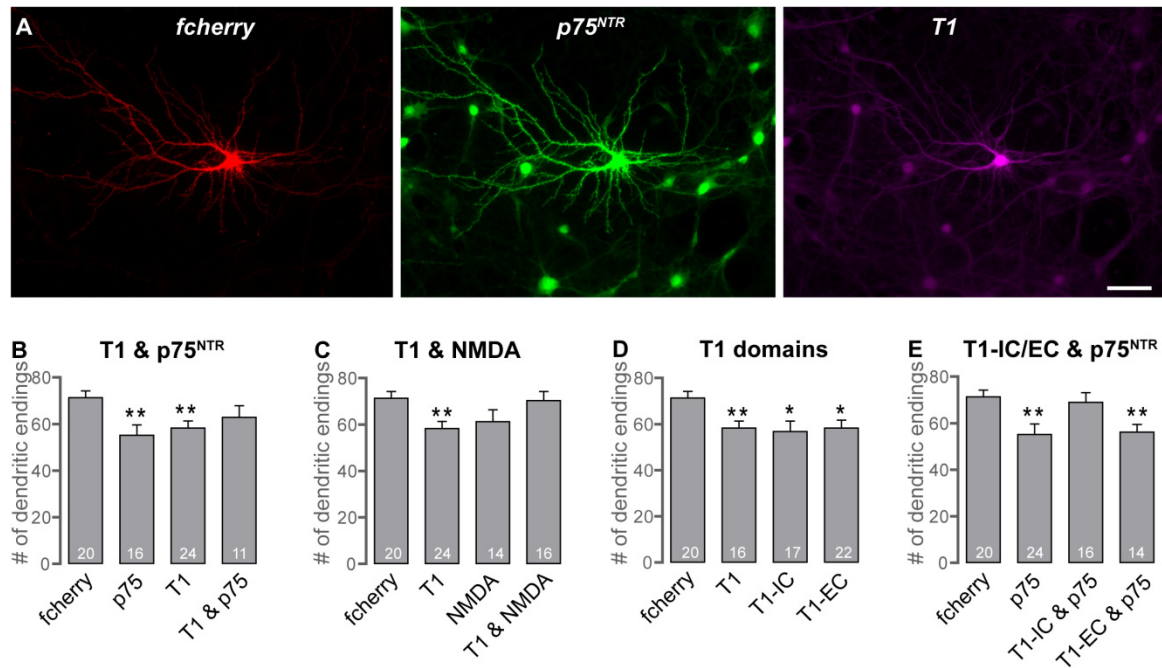 A fcherry p75NTR T1
B T1 & p75NTR
# of dendritic endings
80
60
40
20
0
20 16 24 11
fcherry p75 T1 T1 & p75
** **
C T1 & NMDA
# of dendritic endings
80
60
40
20
0
20 24 14 16
fcherry T1 NMDA T1 & NMDA
**
D T1 domains
# of dendritic endings
80
60
40
20
0
20 16 17 22
fcherry T1 T1-IC T1-EC
** * *
E T1-IC/EC & p75NTR
# of dendritic endings
80
60
40
20
0
20 24 16 14
fcherry p75 T1-IC & p75 T1-EC & p75
** **